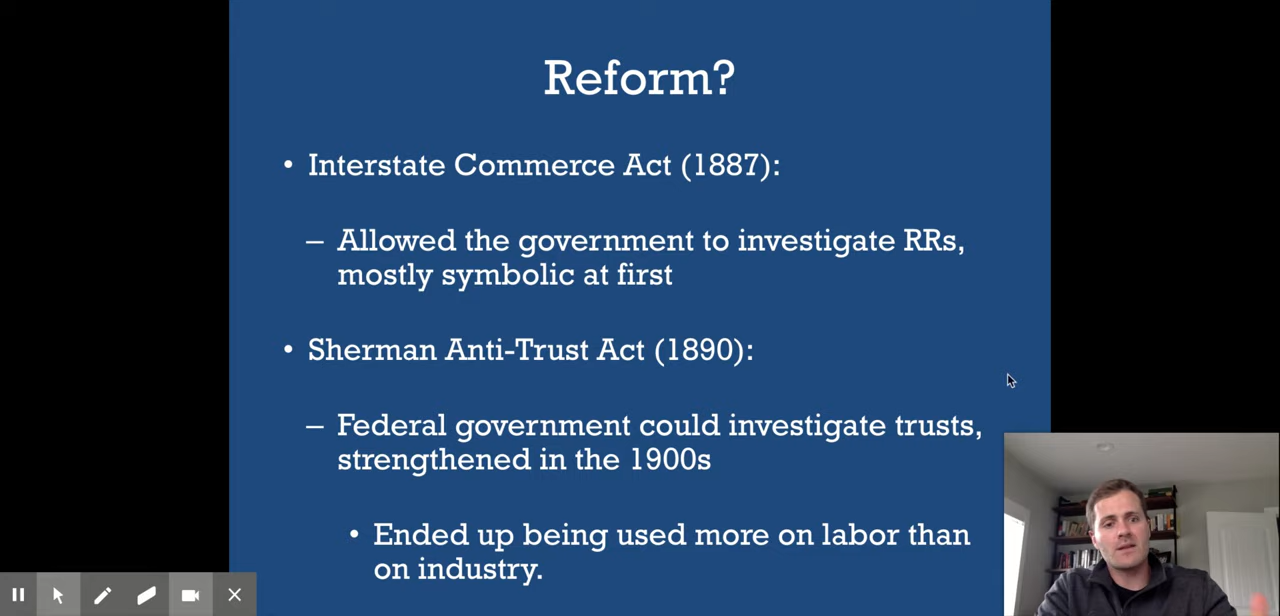 Reform?
• Interstate Commerce Act (1887):
– Allowed the government to investigate RRs,
mostly symbolic at first
• Sherman Anti-Trust Act (1890):
– Federal government could investigate trusts,
strengthened in the 1900s
• Ended up being used more on labor than
on industry.